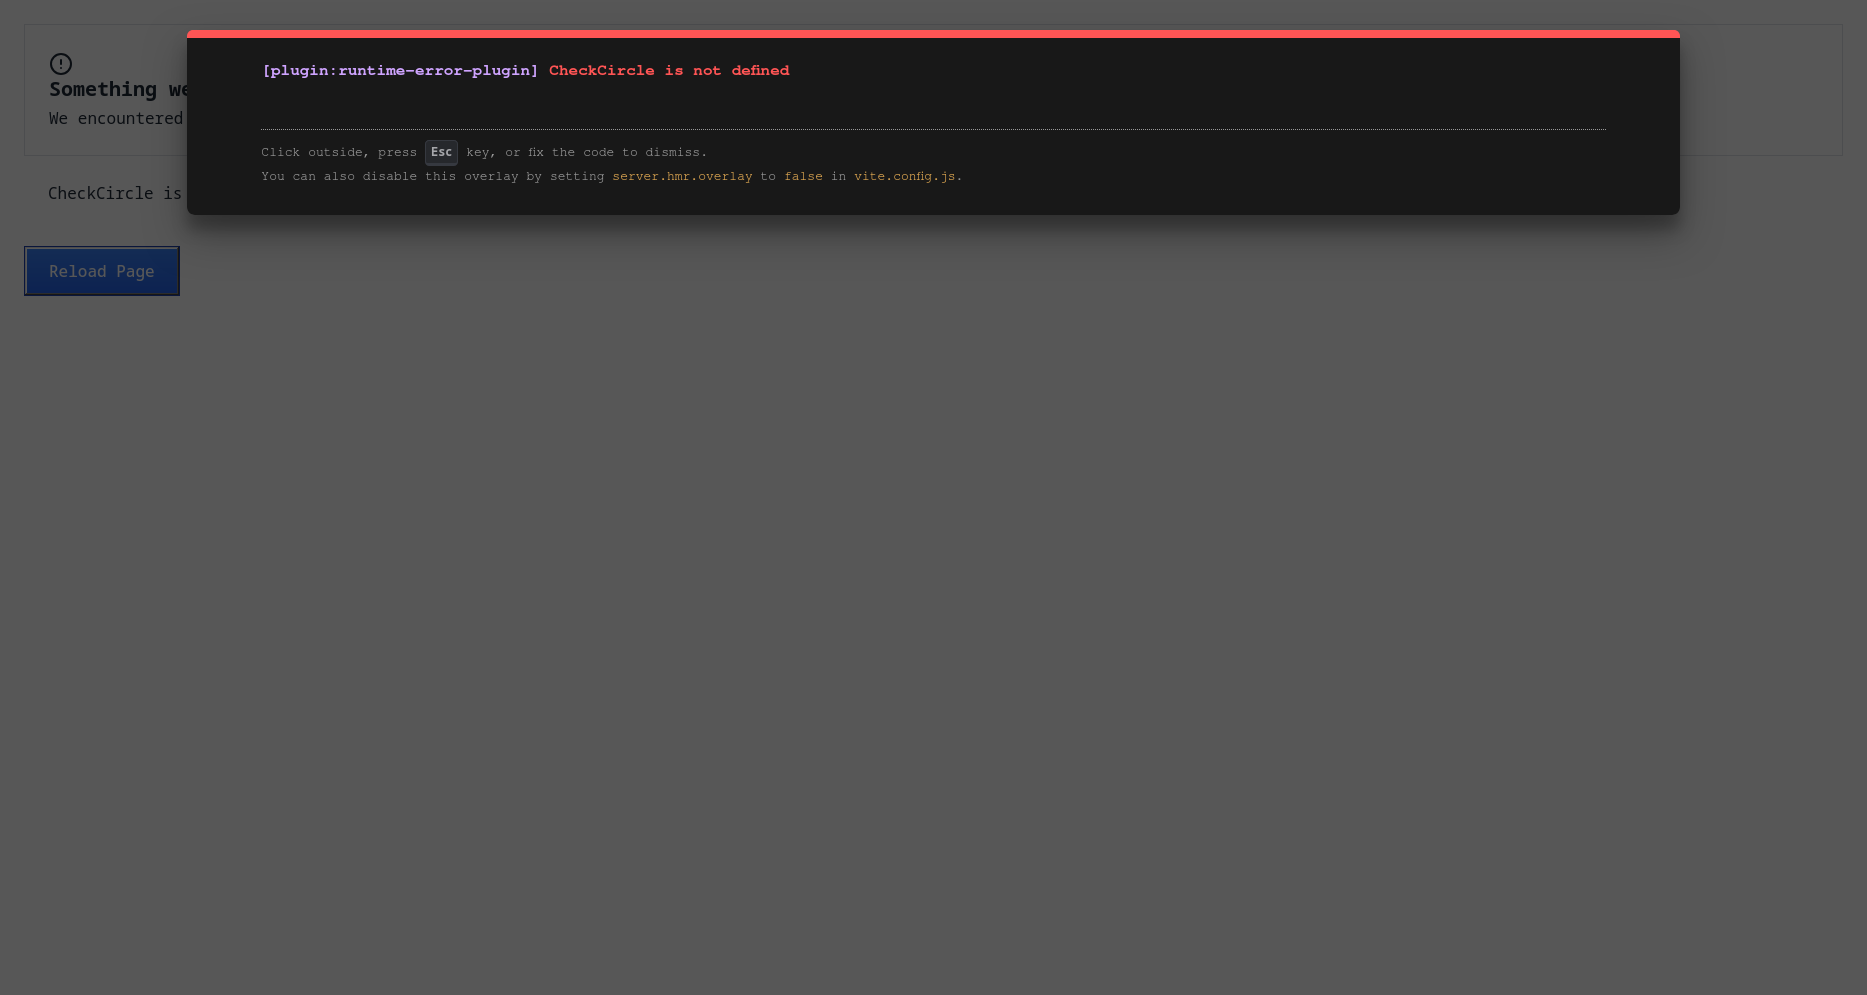 [plugin:runtime-error-plugin] CheckCircle is not defined
Click outside, press Esc key, or fix the code to dismiss.
You can also disable this overlay by setting server.hmr.overlay to false in vite.config.js.
Something
We encountered
CheckCircle is
Reload Page